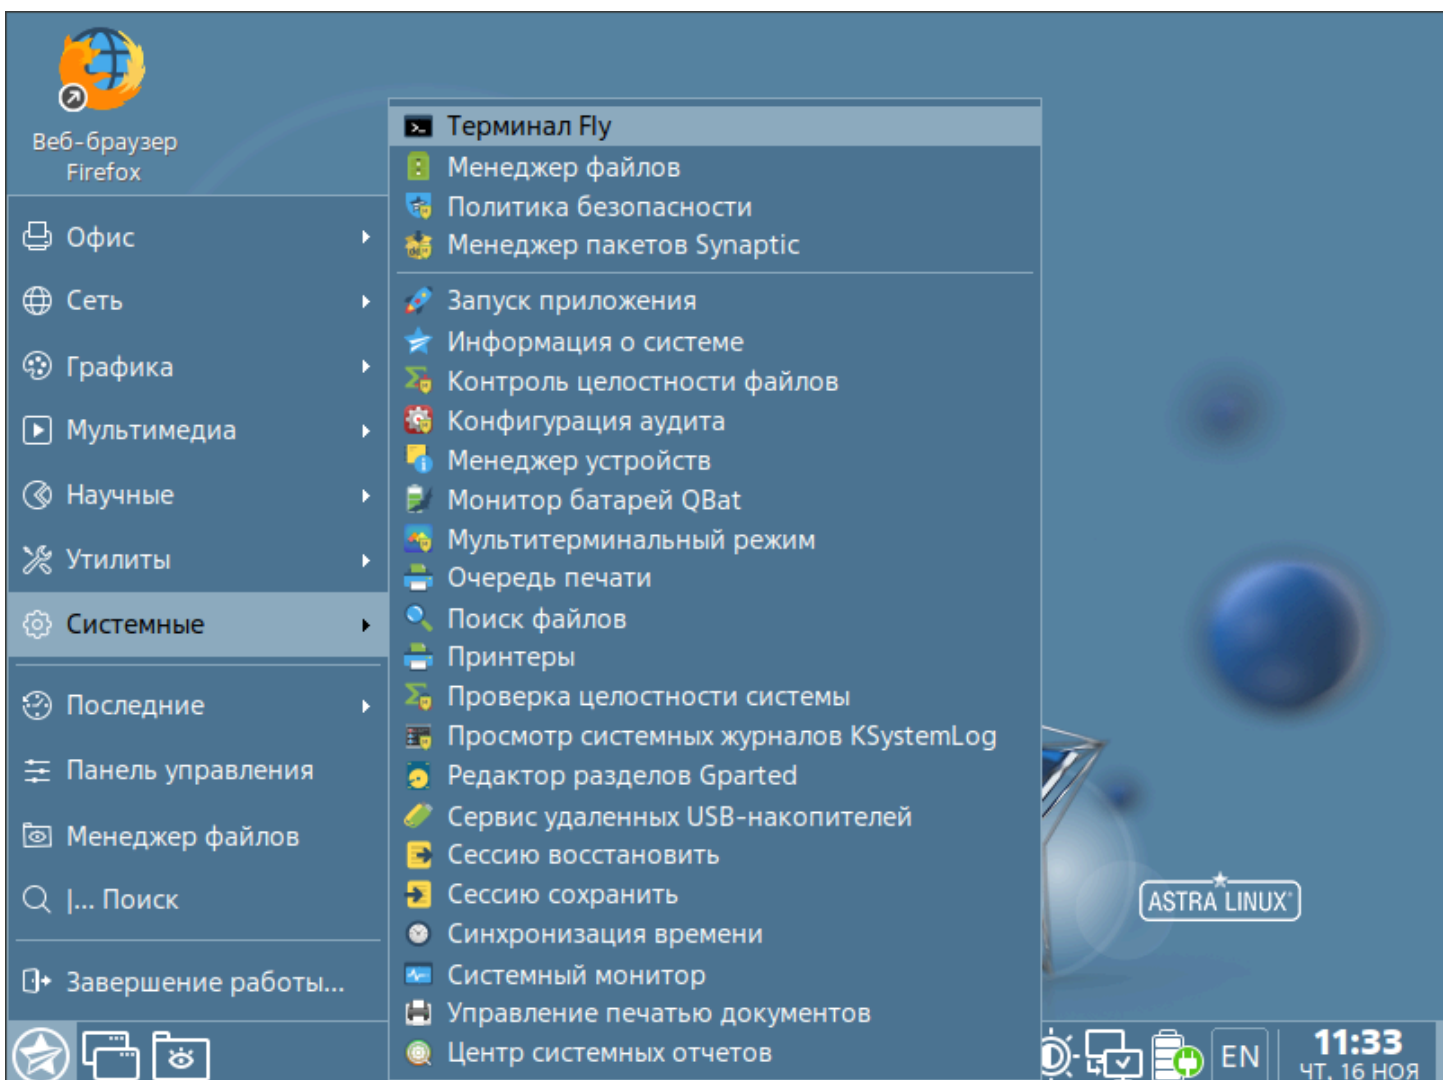 Веб-браузер
Firefox
Офис
Сеть
Графика
Мультимедиа
Научные
Утилиты
Системные
Последние
Панель управления
Менеджер файлов
|... Поиск
Завершение работы...
Терминал Fly
Менеджер файлов
Политика безопасности
Менеджер пакетов Synaptic
Запуск приложения
Информация о системе
Контроль целостности файлов
Конфигурация аудита
Менеджер устройств
Монитор батарей QBat
Мультитерминальный режим
Очередь печати
Поиск файлов
Принтеры
Проверка целостности системы
Просмотр системных журналов KSystemLog
Редактор разделов Gparted
Сервис удаленных USB-накопителей
Сессию восстановить
Сессию сохранить
Синхронизация времени
Системный монитор
Управление печатью документов
Центр системных отчетов
ASTRA LINUX
EN
11:33
ЧТ, 16 НОЯ